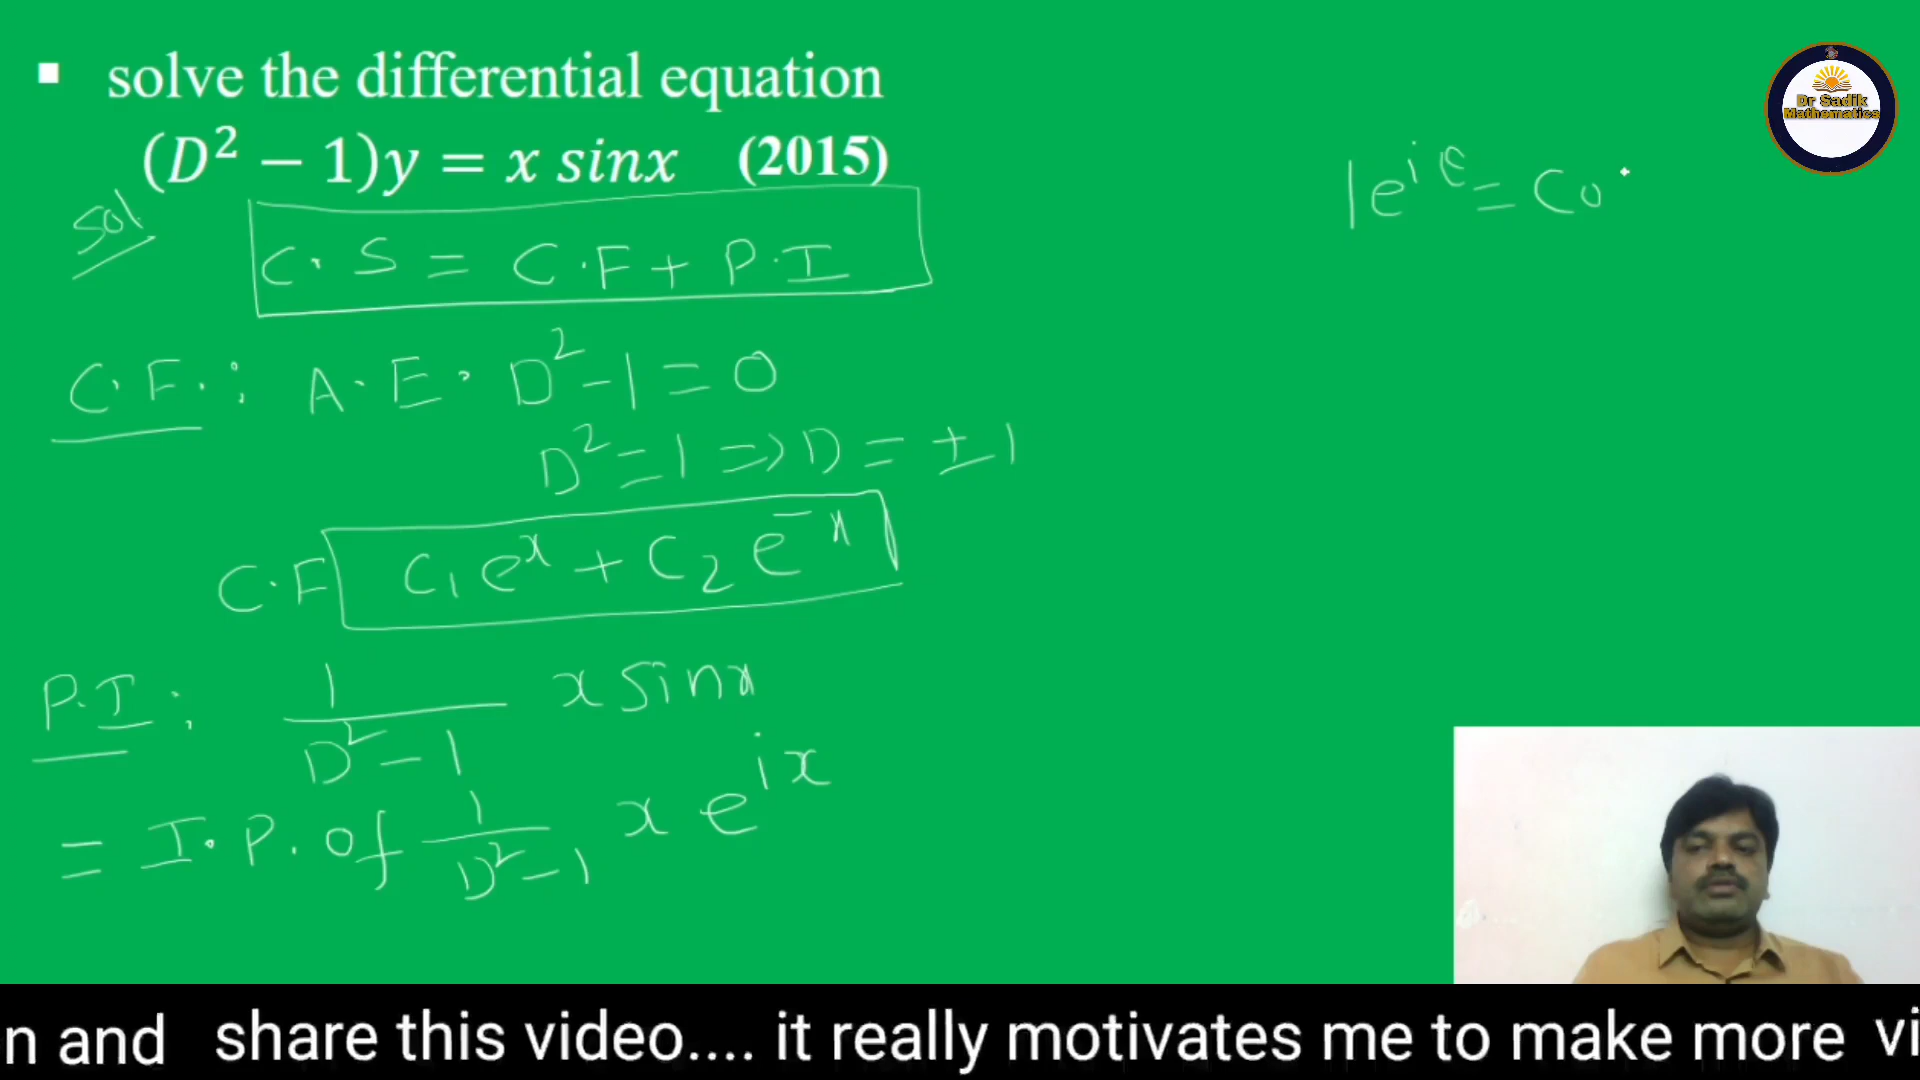 ▪ solve the differential equation
(D² − 1)y = x sinx (2015)
Sol
C.S = C.F + P.I
C.F.: A.E. D² − 1 = 0
D² = 1 ⇒ D = ± 1
C.F C₁eˣ + C₂e⁻ˣ
P.I: 1/(D² − 1) x sinx
= I.P. of 1/(D² − 1) x eⁱˣ
= Co
Dr Sadik
Mathematics
n and share this video.... it really motivates me to make more vi